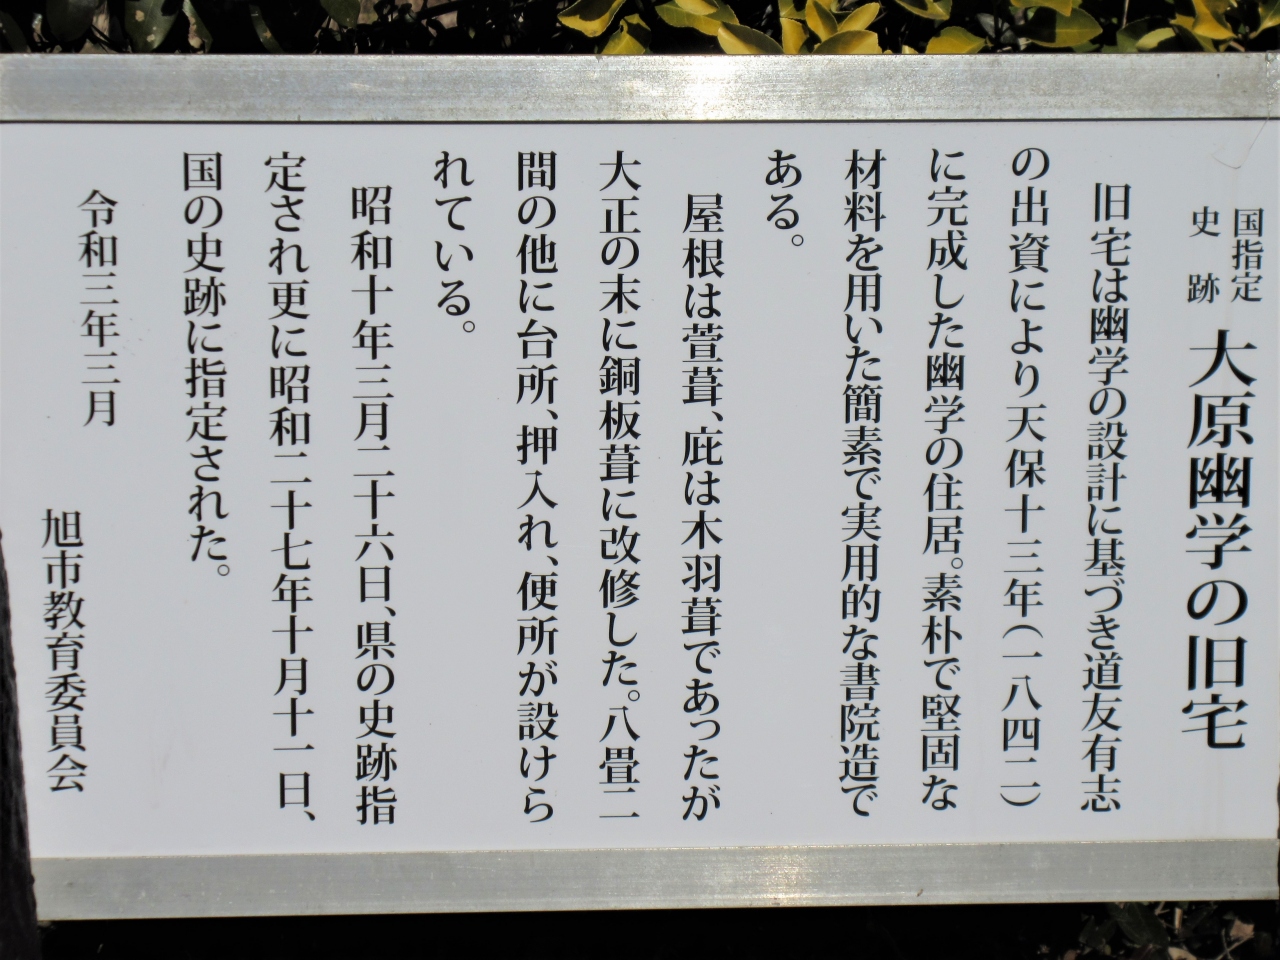 国指定
史跡
大原幽学の旧宅
旧宅は幽学の設計に基づき道友有志
の出資により天保十三年（一八四二）
に完成した幽学の住居。素朴で堅固な
材料を用いた簡素で実用的な書院造で
ある。
屋根は萱葺、庇は木羽葺であったが
大正の末に銅板葺に改修した。八畳二
間の他に台所、押入れ、便所が設けら
れている。
昭和十年三月二十六日、県の史跡指
定され更に昭和二十七年十月十一日、
国の史跡に指定された。
令和三年三月
旭市教育委員会